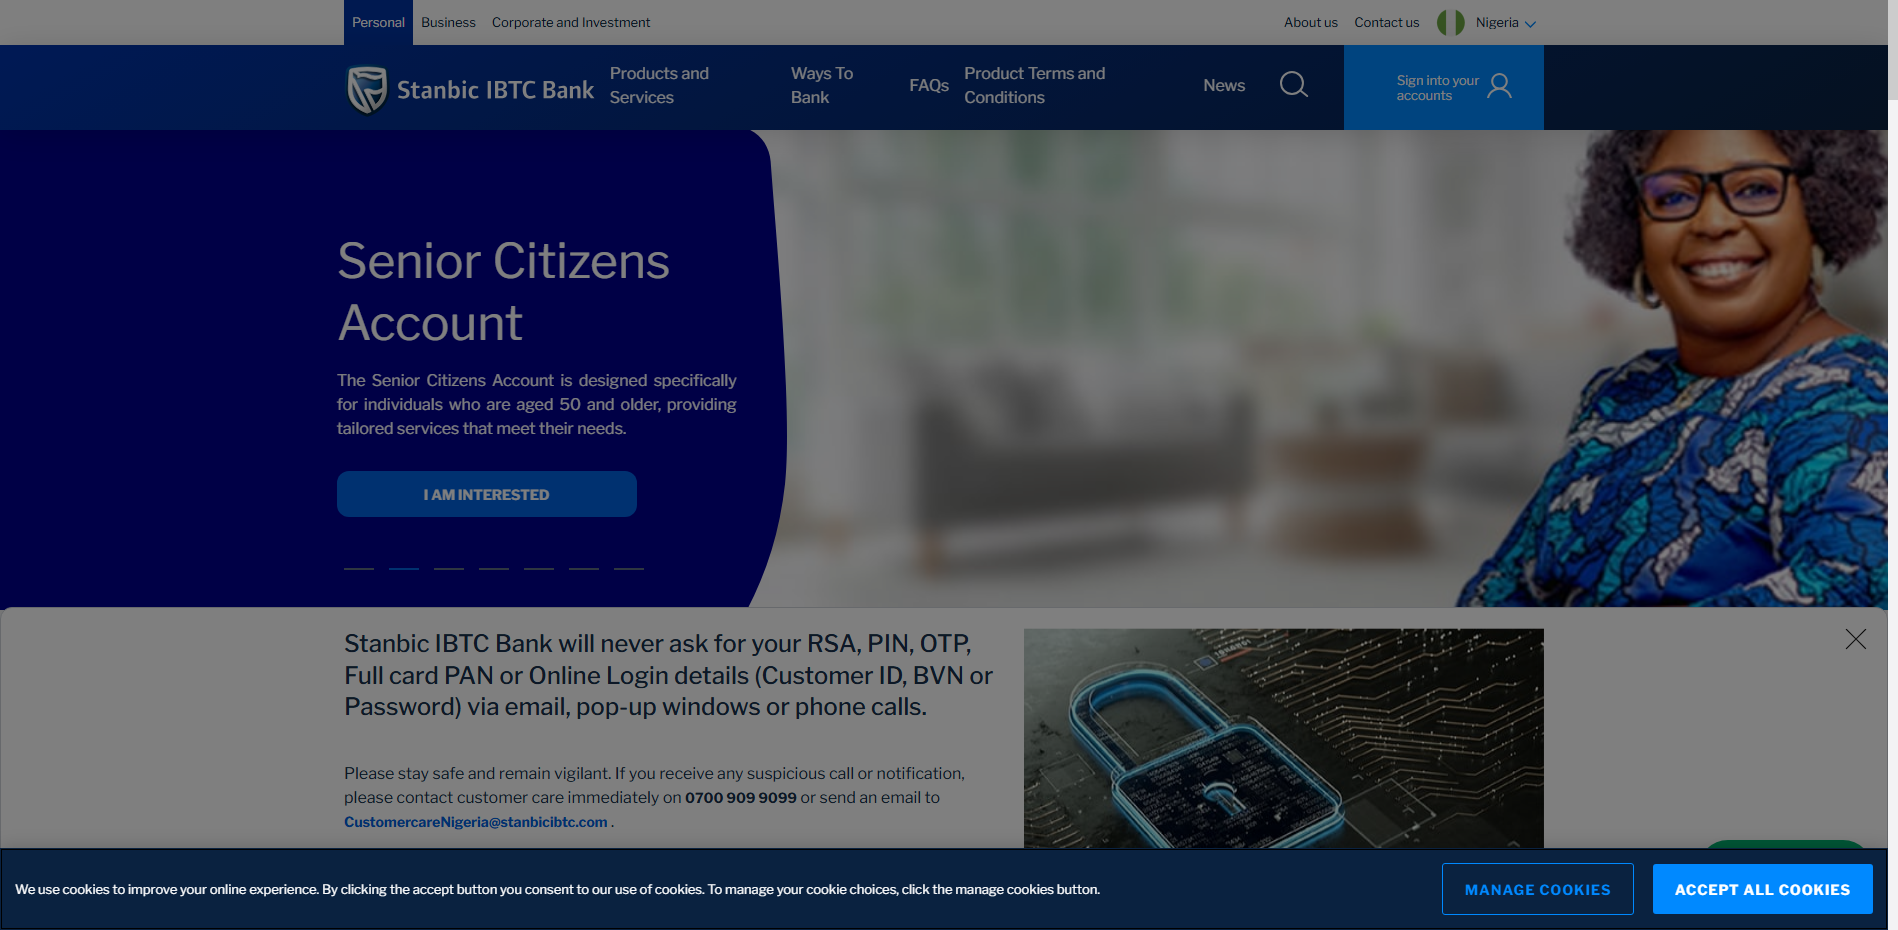 Personal Business Corporate and Investment About us Contact us Nigeria
Stanbic IBTC Bank
Products and
Services
Ways To
Bank
FAQs
Product Terms and
Conditions
News
Sign into your
accounts
Senior Citizens
Account
The Senior Citizens Account is designed specifically
for individuals who are aged 50 and older, providing
tailored services that meet their needs.
I AM INTERESTED
Stanbic IBTC Bank will never ask for your RSA, PIN, OTP,
Full card PAN or Online Login details (Customer ID, BVN or
Password) via email, pop-up windows or phone calls.
Please stay safe and remain vigilant. If you receive any suspicious call or notification,
please contact customer care immediately on 0700 909 9099 or send an email to
CustomercareNigeria@stanbicibtc.com .
We use cookies to improve your online experience. By clicking the accept button you consent to our use of cookies. To manage your cookie choices, click the manage cookies button.
MANAGE COOKIES
ACCEPT ALL COOKIES